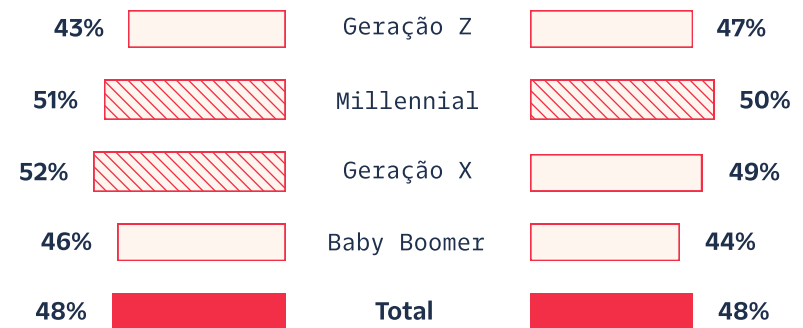 43% Geração Z 47%
51% Millennial 50%
52% Geração X 49%
46% Baby Boomer 44%
48% Total 48%